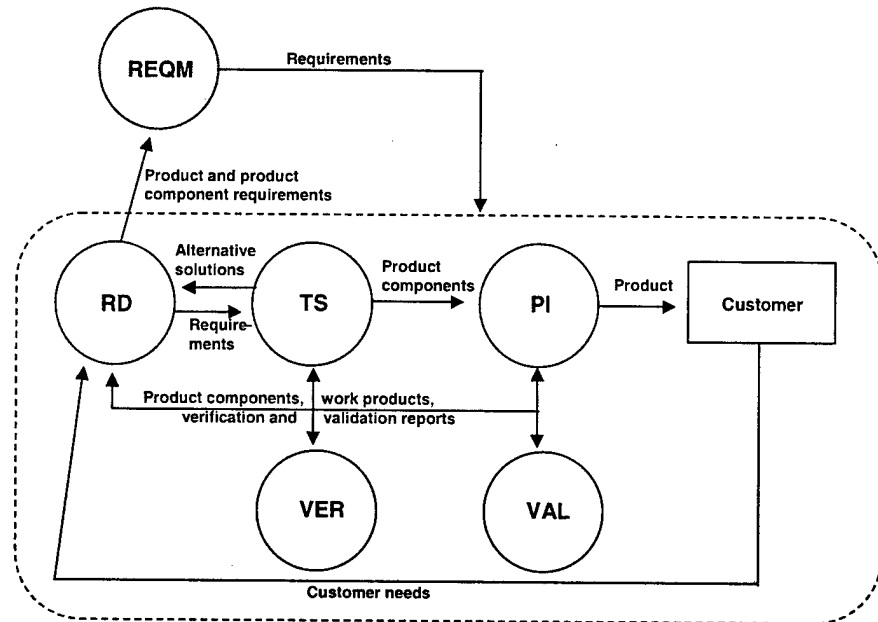 REQM
Requirements
Product and product
component requirements
Alternative
solutions
RD
TS
Product
components
PI
Product
Customer
Require-
ments
Product components, work products,
verification and validation reports
VER
VAL
Customer needs